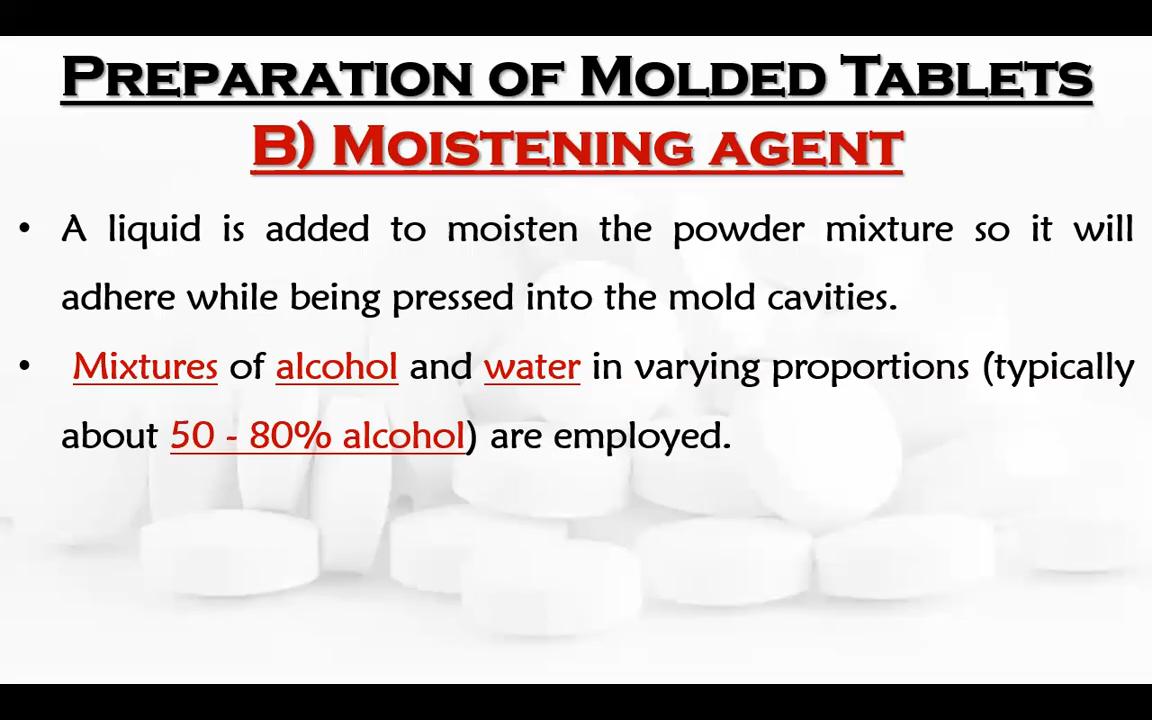 PREPARATION OF MOLDED TABLETS
B) MOISTENING AGENT
• A liquid is added to moisten the powder mixture so it will
adhere while being pressed into the mold cavities.
• Mixtures of alcohol and water in varying proportions (typically
about 50 - 80% alcohol) are employed.